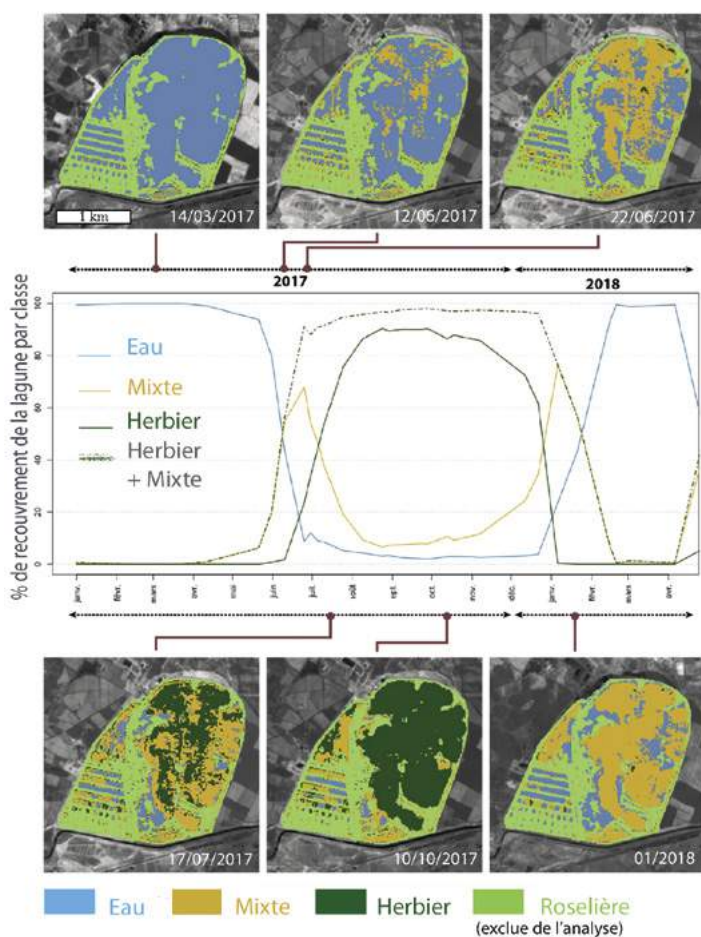 1 km
14/03/2017
12/06/2017
22/06/2017
2017
2018
% de recouvrement de la lagune par classe
100
80
60
40
20
0
Eau
Mixte
Herbier
Herbier
+ Mixte
janv. févr. mars avr. mai juin juil. août sept. oct. nov. déc. janv. févr. mars avr.
17/07/2017
10/10/2017
01/2018
Eau
Mixte
Herbier
Roselière
(exclue de l'analyse)